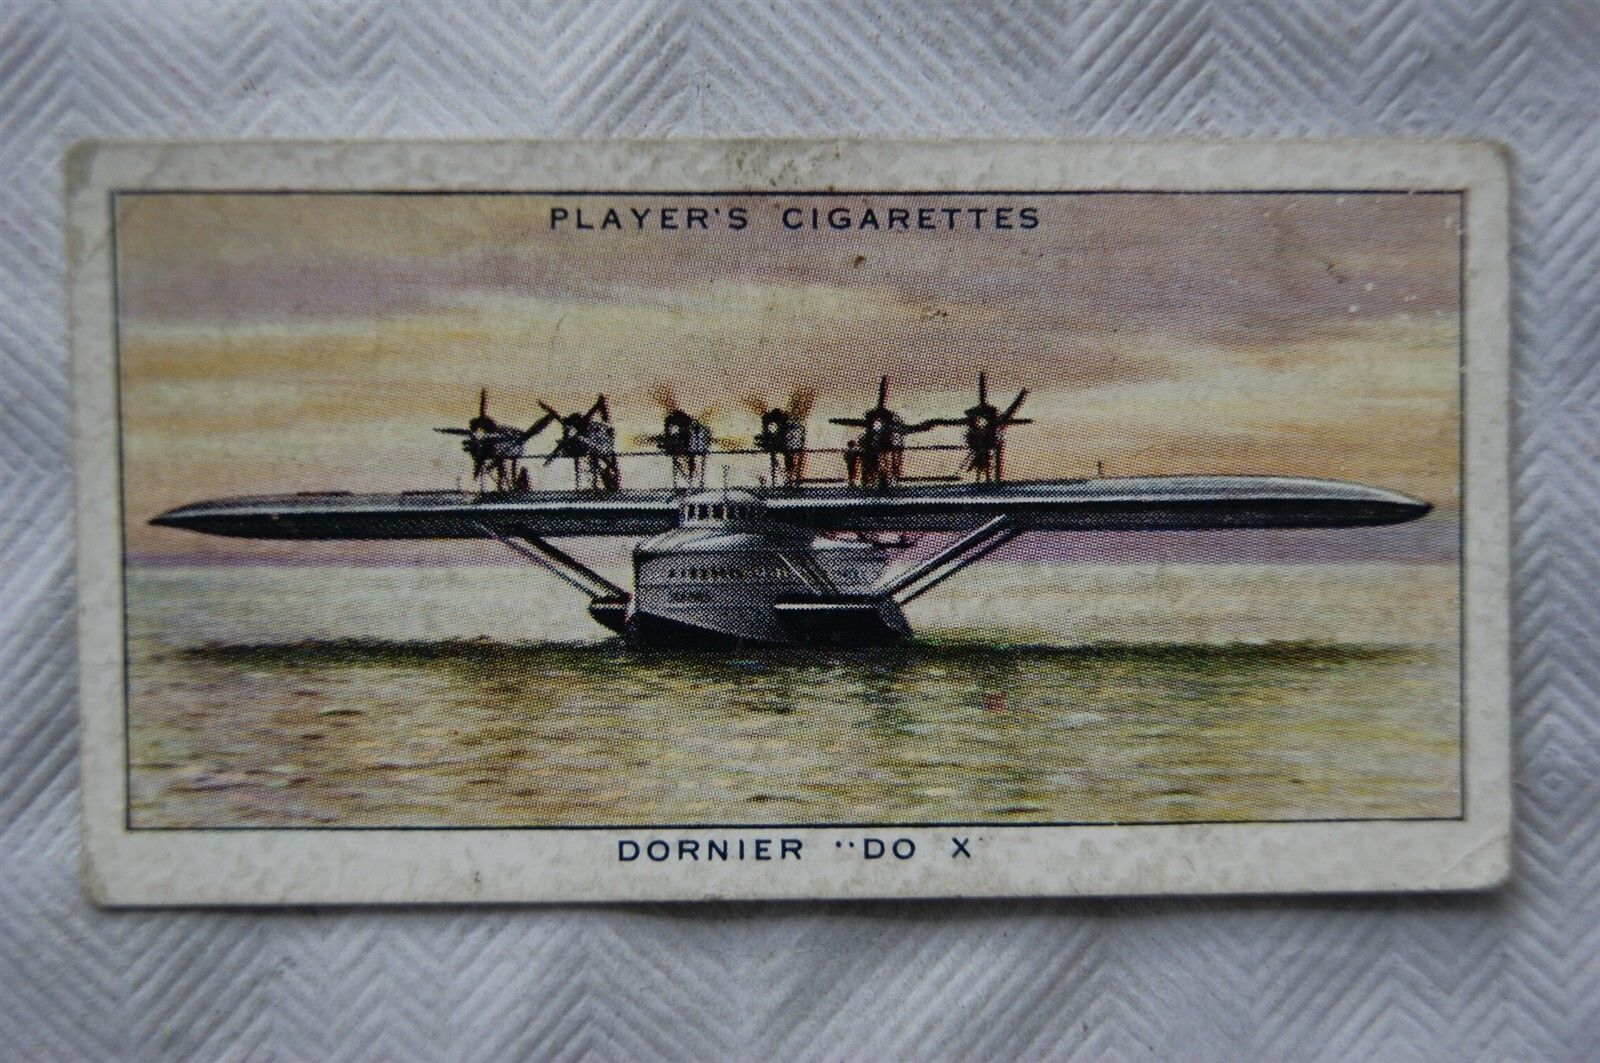 PLAYER'S CIGARETTES
DORNIER "DO X"